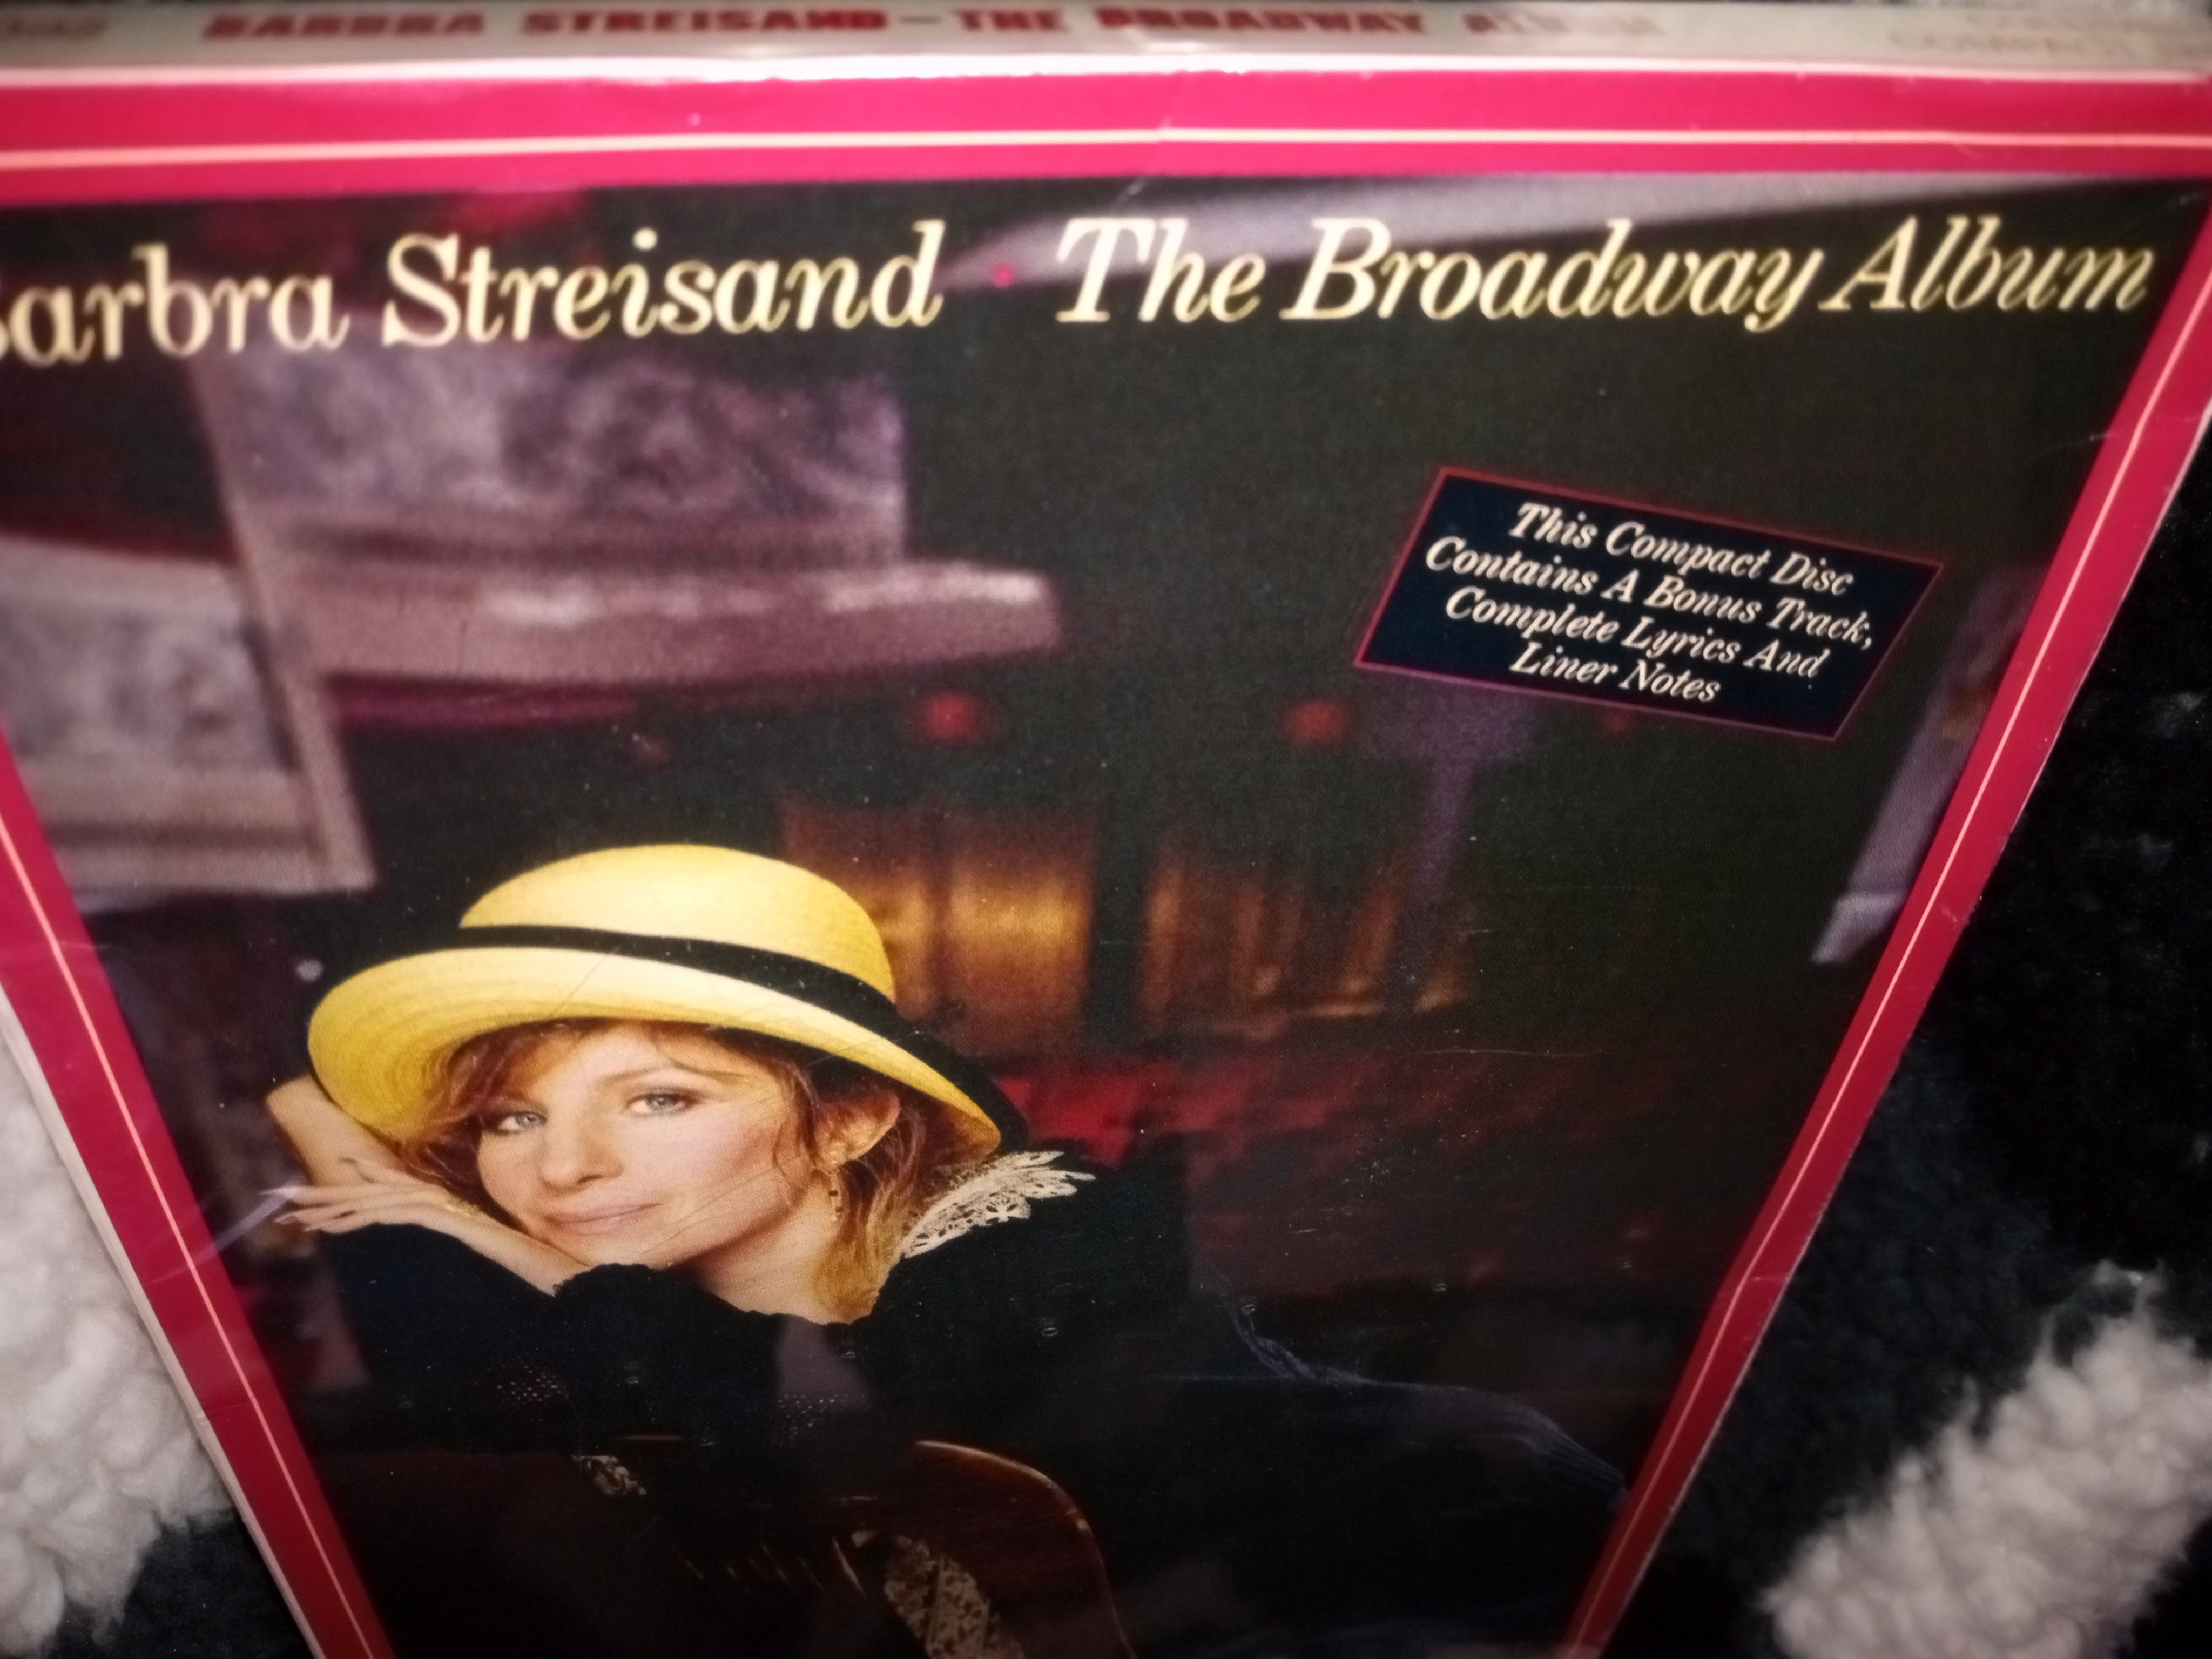 BARBRA STREISAND—THE BROADWAY ALBUM
arbra Streisand · The Broadway Album
This Compact Disc
Contains A Bonus Track,
Complete Lyrics And
Liner Notes